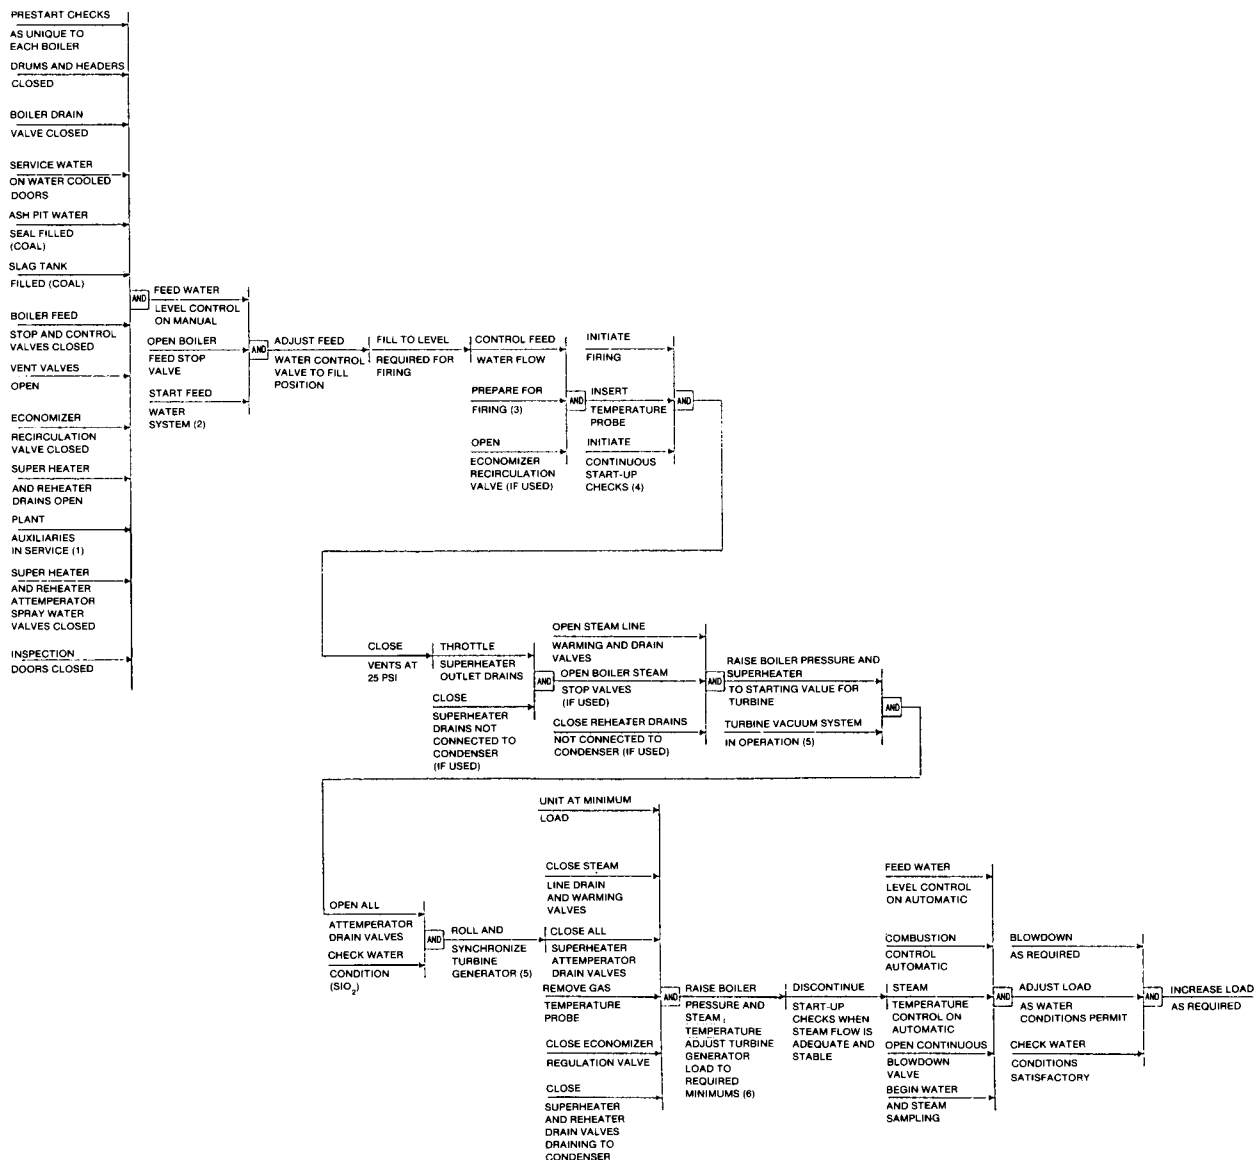 PRESTART CHECKS
AS UNIQUE TO
EACH BOILER
DRUMS AND HEADERS
CLOSED
BOILER DRAIN
VALVE CLOSED
SERVICE WATER
ON WATER COOLED
DOORS
ASH PIT WATER
SEAL FILLED
(COAL)
SLAG TANK
FILLED (COAL)
BOILER FEED
STOP AND CONTROL
VALVES CLOSED
VENT VALVES
OPEN
ECONOMIZER
RECIRCULATION
VALVE CLOSED
SUPER HEATER
AND REHEATER
DRAINS OPEN
PLANT
AUXILIARIES
IN SERVICE (1)
SUPER HEATER
AND REHEATER
ATTEMPERATOR
SPRAY WATER
VALVES CLOSED
INSPECTION
DOORS CLOSED
AND
FEED WATER
LEVEL CONTROL
ON MANUAL
OPEN BOILER
FEED STOP
VALVE
START FEED
WATER
SYSTEM (2)
AND
ADJUST FEED
WATER CONTROL
VALVE TO FILL
POSITION
FILL TO LEVEL
REQUIRED FOR
FIRING
CONTROL FEED
WATER FLOW
PREPARE FOR
FIRING (3)
OPEN
ECONOMIZER
RECIRCULATION
VALVE (IF USED)
AND
INITIATE
FIRING
INSERT
TEMPERATURE
PROBE
INITIATE
CONTINUOUS
START-UP
CHECKS (4)
AND
CLOSE
VENTS AT
25 PSI
THROTTLE
SUPERHEATER
OUTLET DRAINS
CLOSE
SUPERHEATER
DRAINS NOT
CONNECTED TO
CONDENSER
(IF USED)
AND
OPEN STEAM LINE
WARMING AND DRAIN
VALVES
OPEN BOILER STEAM
STOP VALVES
(IF USED)
CLOSE REHEATER DRAINS
NOT CONNECTED TO
CONDENSER (IF USED)
AND
RAISE BOILER PRESSURE AND
SUPERHEATER
TO STARTING VALUE FOR
TURBINE
TURBINE VACUUM SYSTEM
IN OPERATION (5)
AND
OPEN ALL
ATTEMPERATOR
DRAIN VALVES
CHECK WATER
CONDITION
(SIO2)
AND
ROLL AND
SYNCHRONIZE
TURBINE
GENERATOR (5)
UNIT AT MINIMUM
LOAD
CLOSE STEAM
LINE DRAIN
AND WARMING
VALVES
CLOSE ALL
SUPERHEATER
ATTEMPERATOR
DRAIN VALVES
REMOVE GAS
TEMPERATURE
PROBE
CLOSE ECONOMIZER
REGULATION VALVE
CLOSE
SUPERHEATER
AND REHEATER
DRAIN VALVES
DRAINING TO
CONDENSER
AND
RAISE BOILER
PRESSURE AND
STEAM
TEMPERATURE
ADJUST TURBINE
GENERATOR
LOAD TO
REQUIRED
MINIMUMS (6)
DISCONTINUE
START-UP
CHECKS WHEN
STEAM FLOW IS
ADEQUATE AND
STABLE
FEED WATER
LEVEL CONTROL
ON AUTOMATIC
COMBUSTION
CONTROL
AUTOMATIC
STEAM
TEMPERATURE
CONTROL ON
AUTOMATIC
OPEN CONTINUOUS
BLOWDOWN
VALVE
BEGIN WATER
AND STEAM
SAMPLING
AND
BLOWDOWN
AS REQUIRED
ADJUST LOAD
AS WATER
CONDITIONS PERMIT
CHECK WATER
CONDITIONS
SATISFACTORY
AND
INCREASE LOAD
AS REQUIRED